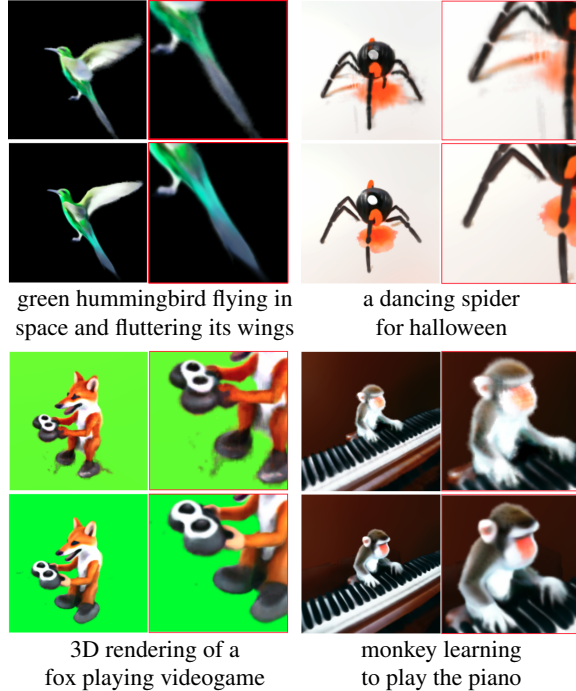 green hummingbird flying in
space and fluttering its wings
a dancing spider
for halloween
3D rendering of a
fox playing videogame
monkey learning
to play the piano